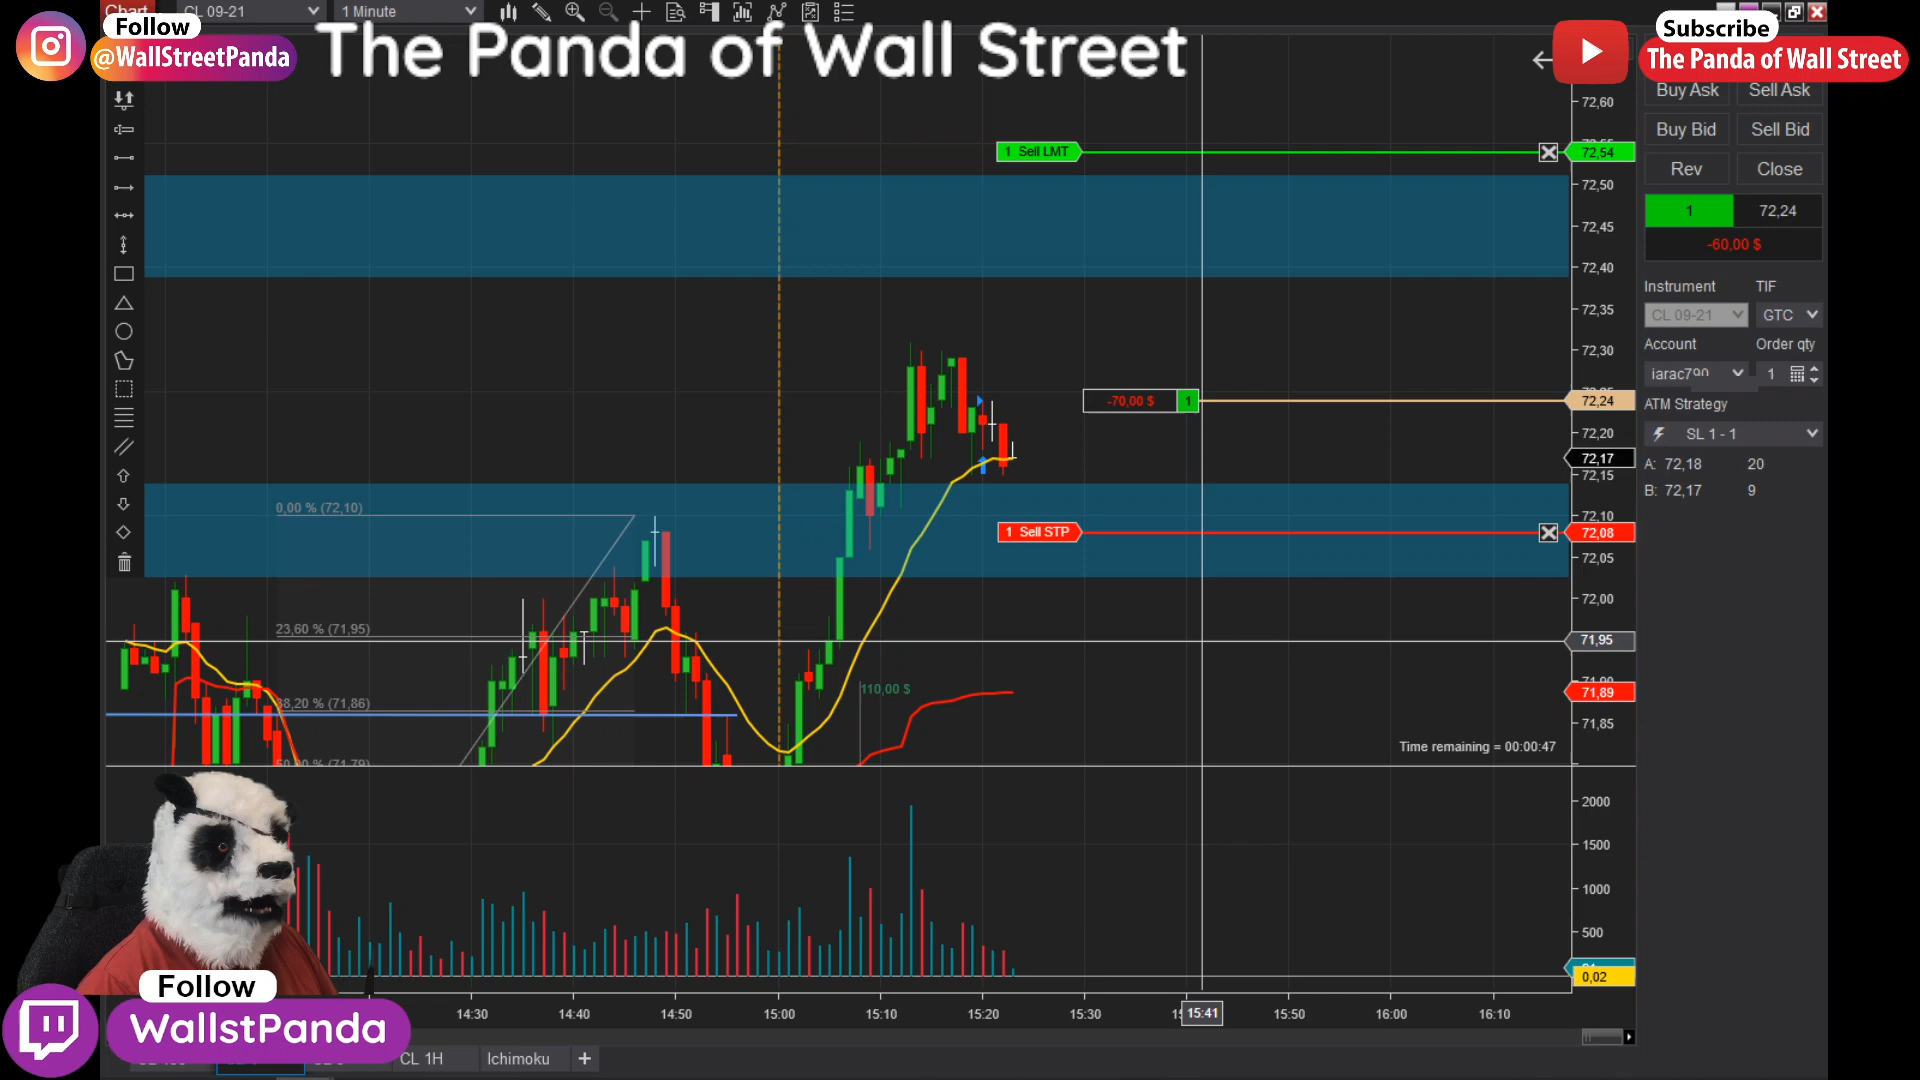 Chart
CL 09-21
1 Minute
Follow
@WallStreetPanda
The Panda of Wall Street
Subscribe
The Panda of Wall Street
Buy Ask
Sell Ask
Buy Bid
Sell Bid
Rev
Close
1
72,24
-60,00 $
Instrument
TIF
CL 09-21
GTC
Account
Order qty
1
ATM Strategy
SL 1 - 1
A: 72,18
20
B: 72,17
9
72,60
1 Sell LMT
72,54
72,50
72,45
72,40
72,35
72,30
-70,00 $
1
72,24
72,20
72,17
72,15
0,00 % (72,10)
72,10
1 Sell STP
72,08
72,05
72,00
23,60 % (71,95)
71,95
110,00 $
71,89
38,20 % (71,86)
71,85
Time remaining = 00:00:47
50,00 % (71,79)
2000
1500
1000
500
0,02
14:30
14:40
14:50
15:00
15:10
15:20
15:30
15:41
15:50
16:00
16:10
Follow
WallstPanda
CL 1H
Ichimoku
+